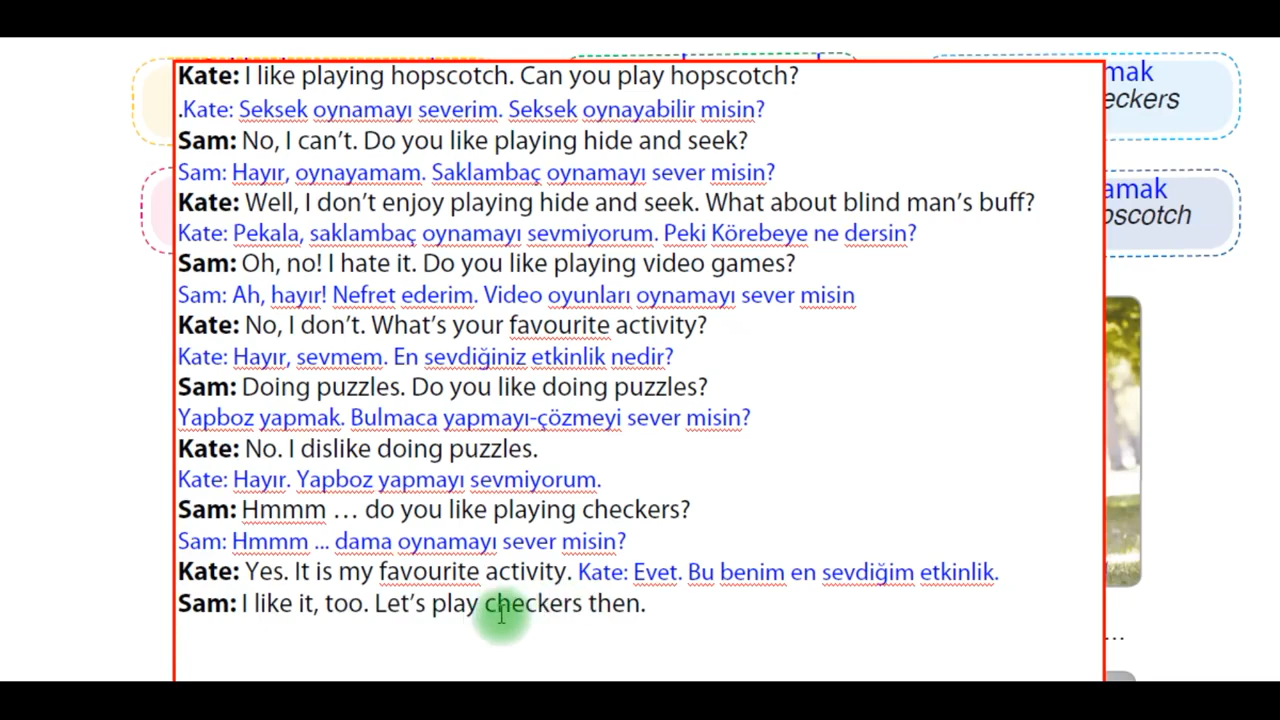 Kate: I like playing hopscotch. Can you play hopscotch?
.Kate: Seksek oynamayı severim. Seksek oynayabilir misin?
Sam: No, I can't. Do you like playing hide and seek?
Sam: Hayır, oynayamam. Saklambaç oynamayı sever misin?
Kate: Well, I don't enjoy playing hide and seek. What about blind man's buff?
Kate: Pekala, saklambaç oynamayı sevmiyorum. Peki Körebeye ne dersin?
Sam: Oh, no! I hate it. Do you like playing video games?
Sam: Ah, hayır! Nefret ederim. Video oyunları oynamayı sever misin
Kate: No, I don't. What's your favourite activity?
Kate: Hayır, sevmem. En sevdiğiniz etkinlik nedir?
Sam: Doing puzzles. Do you like doing puzzles?
Yapboz yapmak. Bulmaca yapmayı-çözmeyi sever misin?
Kate: No. I dislike doing puzzles.
Kate: Hayır. Yapboz yapmayı sevmiyorum.
Sam: Hmmm … do you like playing checkers?
Sam: Hmmm ... dama oynamayı sever misin?
Kate: Yes. It is my favourite activity. Kate: Evet. Bu benim en sevdiğim etkinlik.
Sam: I like it, too. Let's play checkers then.
mak
eckers
amak
oscotch
...